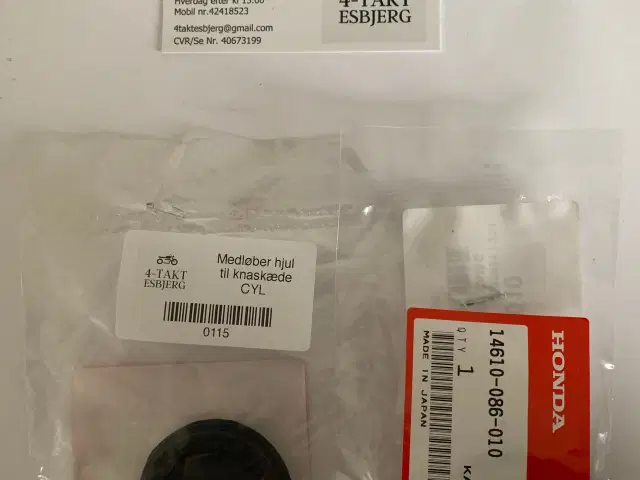 Hverdag efter kl 15:00
Mobil nr.42418523
4taktesbjerg@gmail.com
CVR/Se Nr. 40673199
4-TAKT
ESBJERG
4-TAKT
ESBJERG
Medløber hjul
til knaskæde
CYL
0115
HONDA
14610-086-010
QTY 1
MADE IN JAPAN